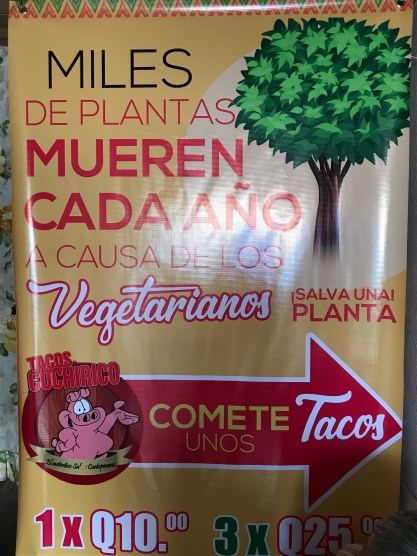 MILES
DE PLANTAS
MUEREN
CADA AÑO
A CAUSA DE LOS
Vegetarianos
¡SALVA UNA!
PLANTA
TACOS
CUCHIRICO
COMETE
UNOS
Tacos
1 x Q10.00
3 x Q25.